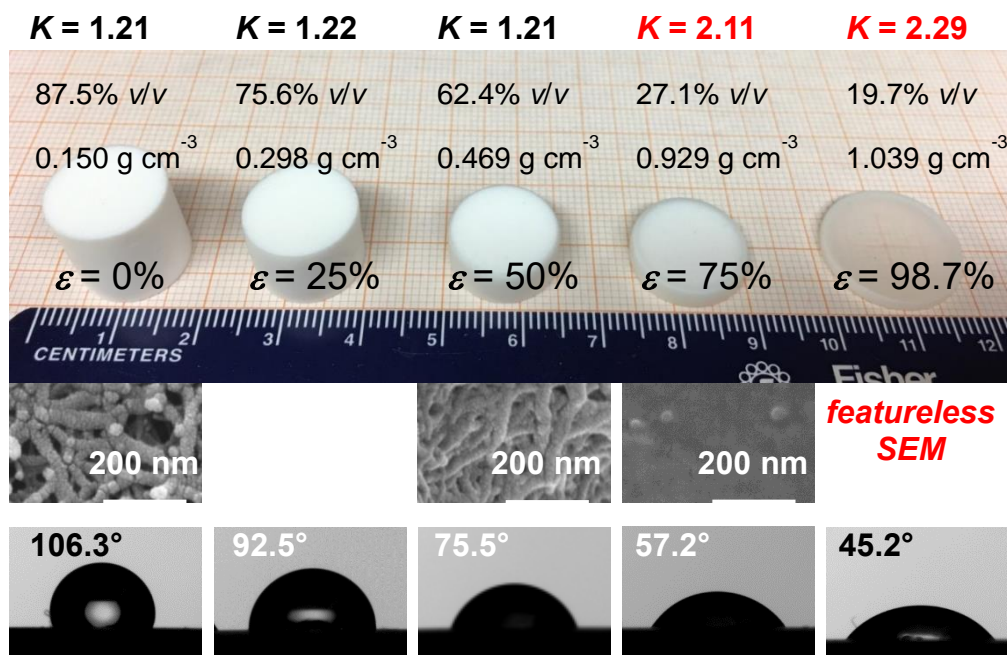 K = 1.21 K = 1.22 K = 1.21 K = 2.11 K = 2.29
87.5% v/v 75.6% v/v 62.4% v/v 27.1% v/v 19.7% v/v
0.150 g cm⁻³ 0.298 g cm⁻³ 0.469 g cm⁻³ 0.929 g cm⁻³ 1.039 g cm⁻³
ε = 0% ε = 25% ε = 50% ε = 75% ε = 98.7%
1 2 3 4 5 6 7 8 9 10 11 12
CENTIMETERS Fisher
200 nm 200 nm 200 nm featureless
SEM
106.3° 92.5° 75.5° 57.2° 45.2°